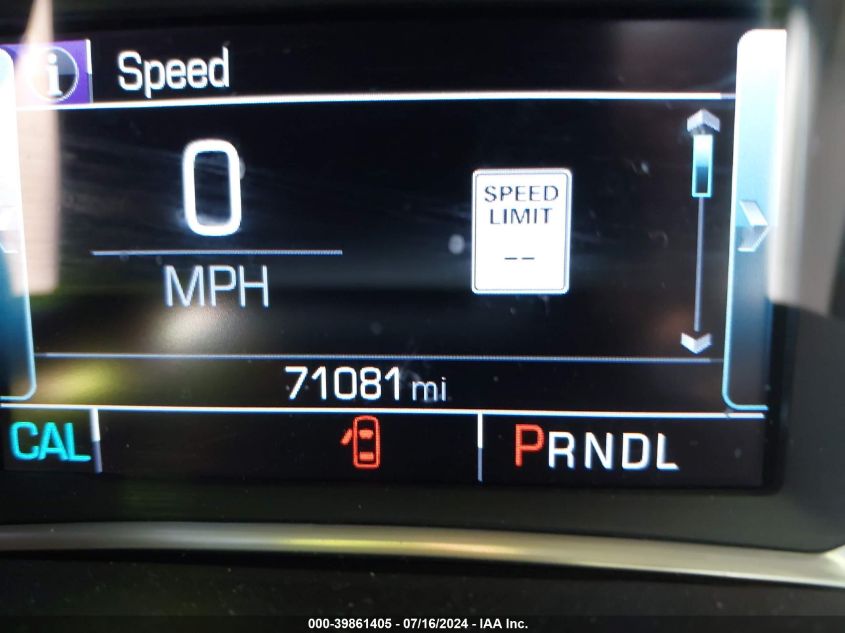 i Speed
0
MPH
SPEED
LIMIT
--
71081 mi
CAL PRNDL
000-39861405 - 07/16/2024 - IAA Inc.